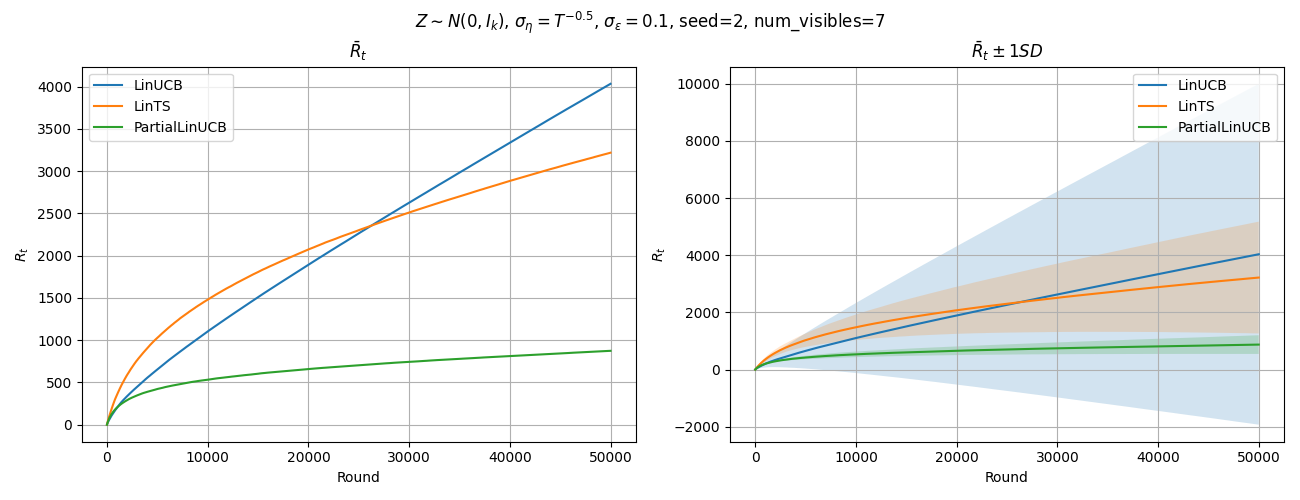 Z ∼ N(0, I_k), σ_η = T^{-0.5}, σ_ε = 0.1, seed=2, num_visibles=7
R̄_t
R_t
4000
3500
3000
2500
2000
1500
1000
500
0
LinUCB
LinTS
PartialLinUCB
0 10000 20000 30000 40000 50000
Round
R̄_t ± 1SD
R_t
10000
8000
6000
4000
2000
0
−2000
LinUCB
LinTS
PartialLinUCB
0 10000 20000 30000 40000 50000
Round